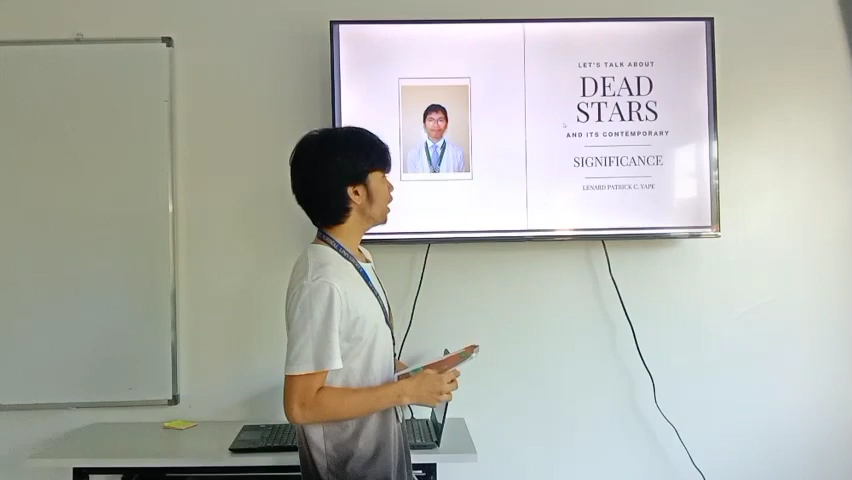 LET'S TALK ABOUT
DEAD
STARS
AND ITS CONTEMPORARY
SIGNIFICANCE
LENARD PATRICK C. YAPE